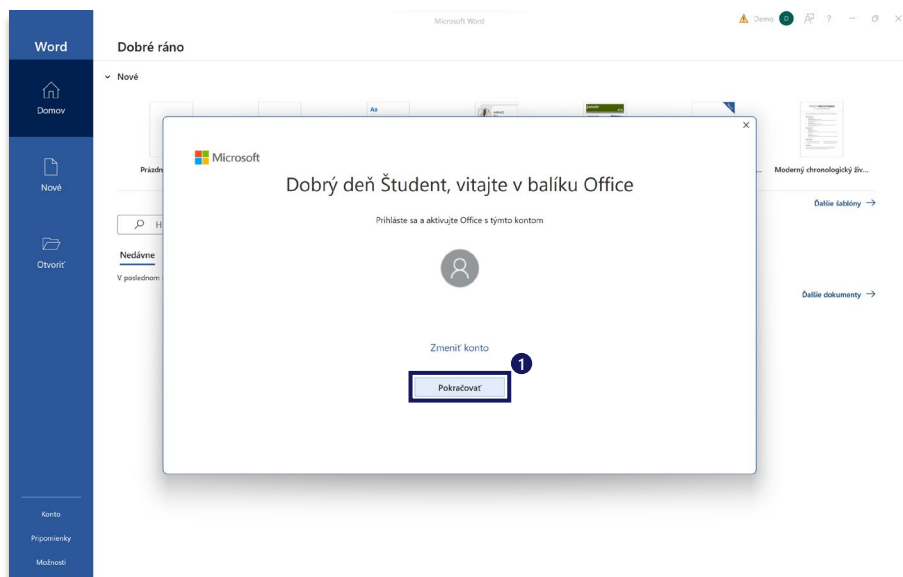 Microsoft Word
Demo
D
?
Word
Dobré ráno
Nové
Domov
Aa
Microsoft
Prázdn
Moderný chronologický živ...
Nové
Dobrý deň Študent, vitajte v balíku Office
Ďalšie šablóny
Prihláste sa a aktivujte Office s týmto kontom
H
Nedávne
Otvoriť
V poslednom
Ďalšie dokumenty
Zmeniť konto
1
Pokračovať
Konto
Pripomienky
Možnosti